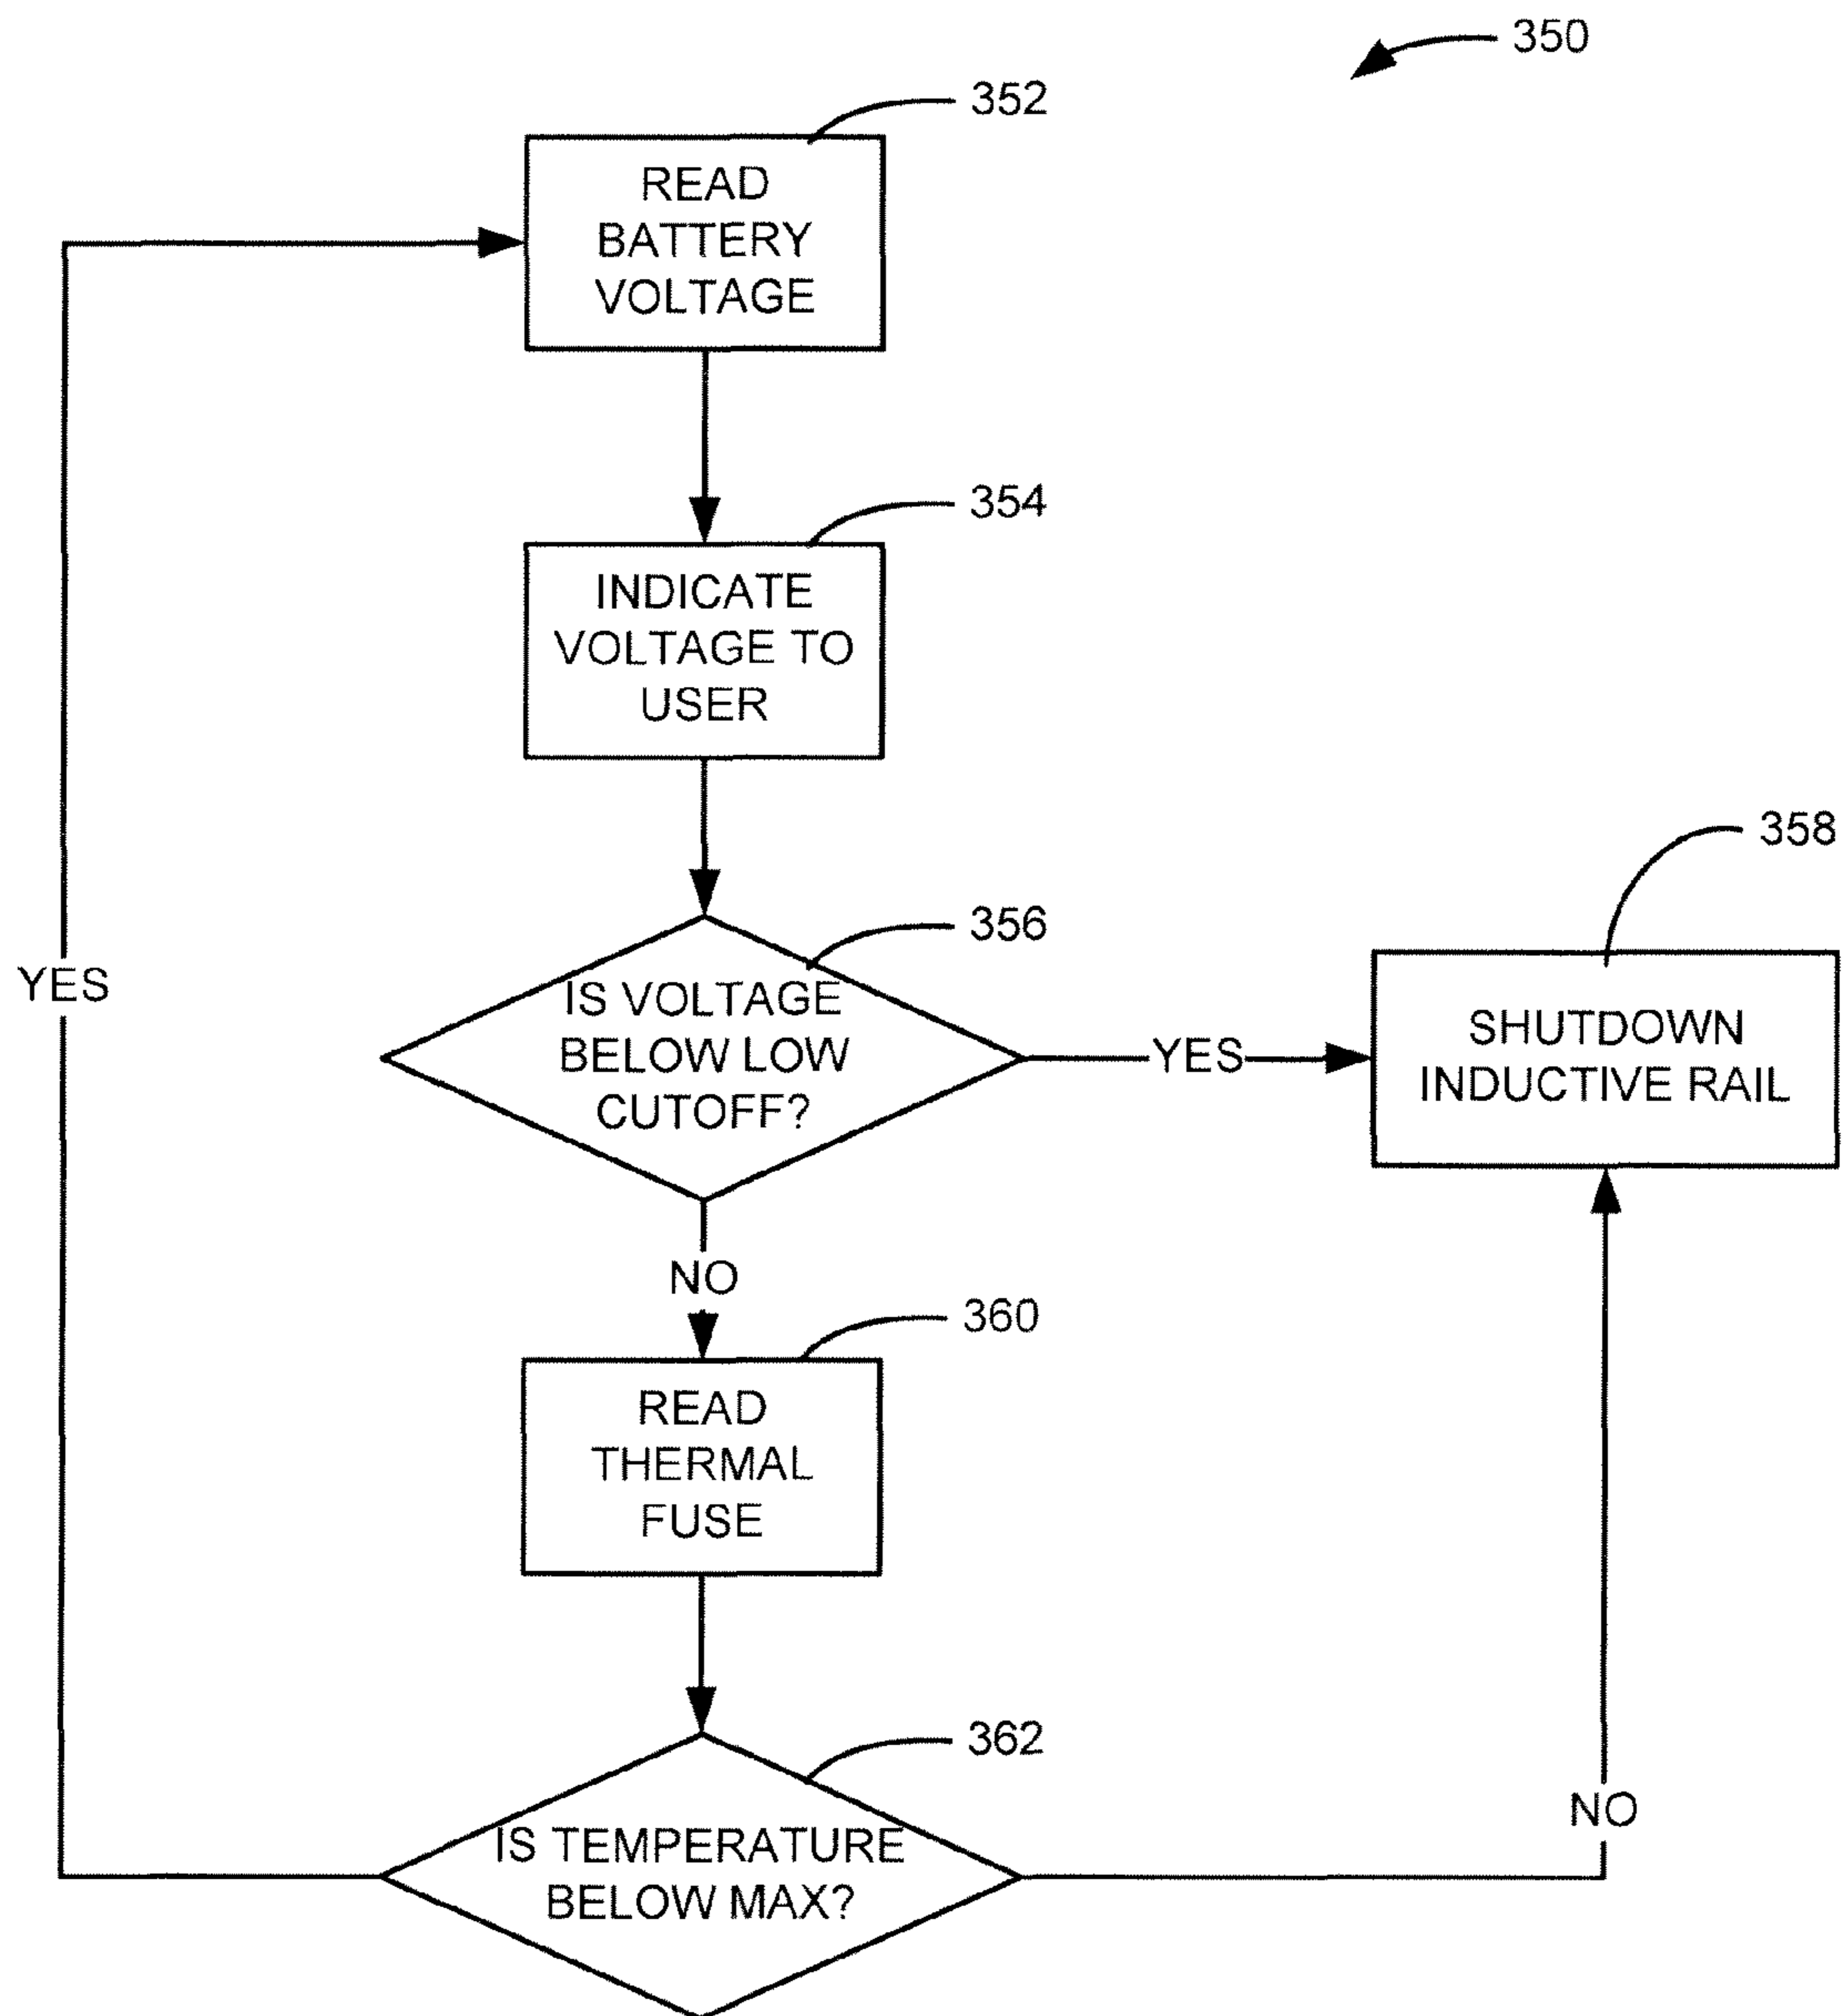 350
352
READ
BATTERY
VOLTAGE
354
INDICATE
VOLTAGE TO
USER
356
IS VOLTAGE
BELOW LOW
CUTOFF?
YES
358
SHUTDOWN
INDUCTIVE RAIL
YES
NO
360
READ
THERMAL
FUSE
362
IS TEMPERATURE
BELOW MAX?
NO